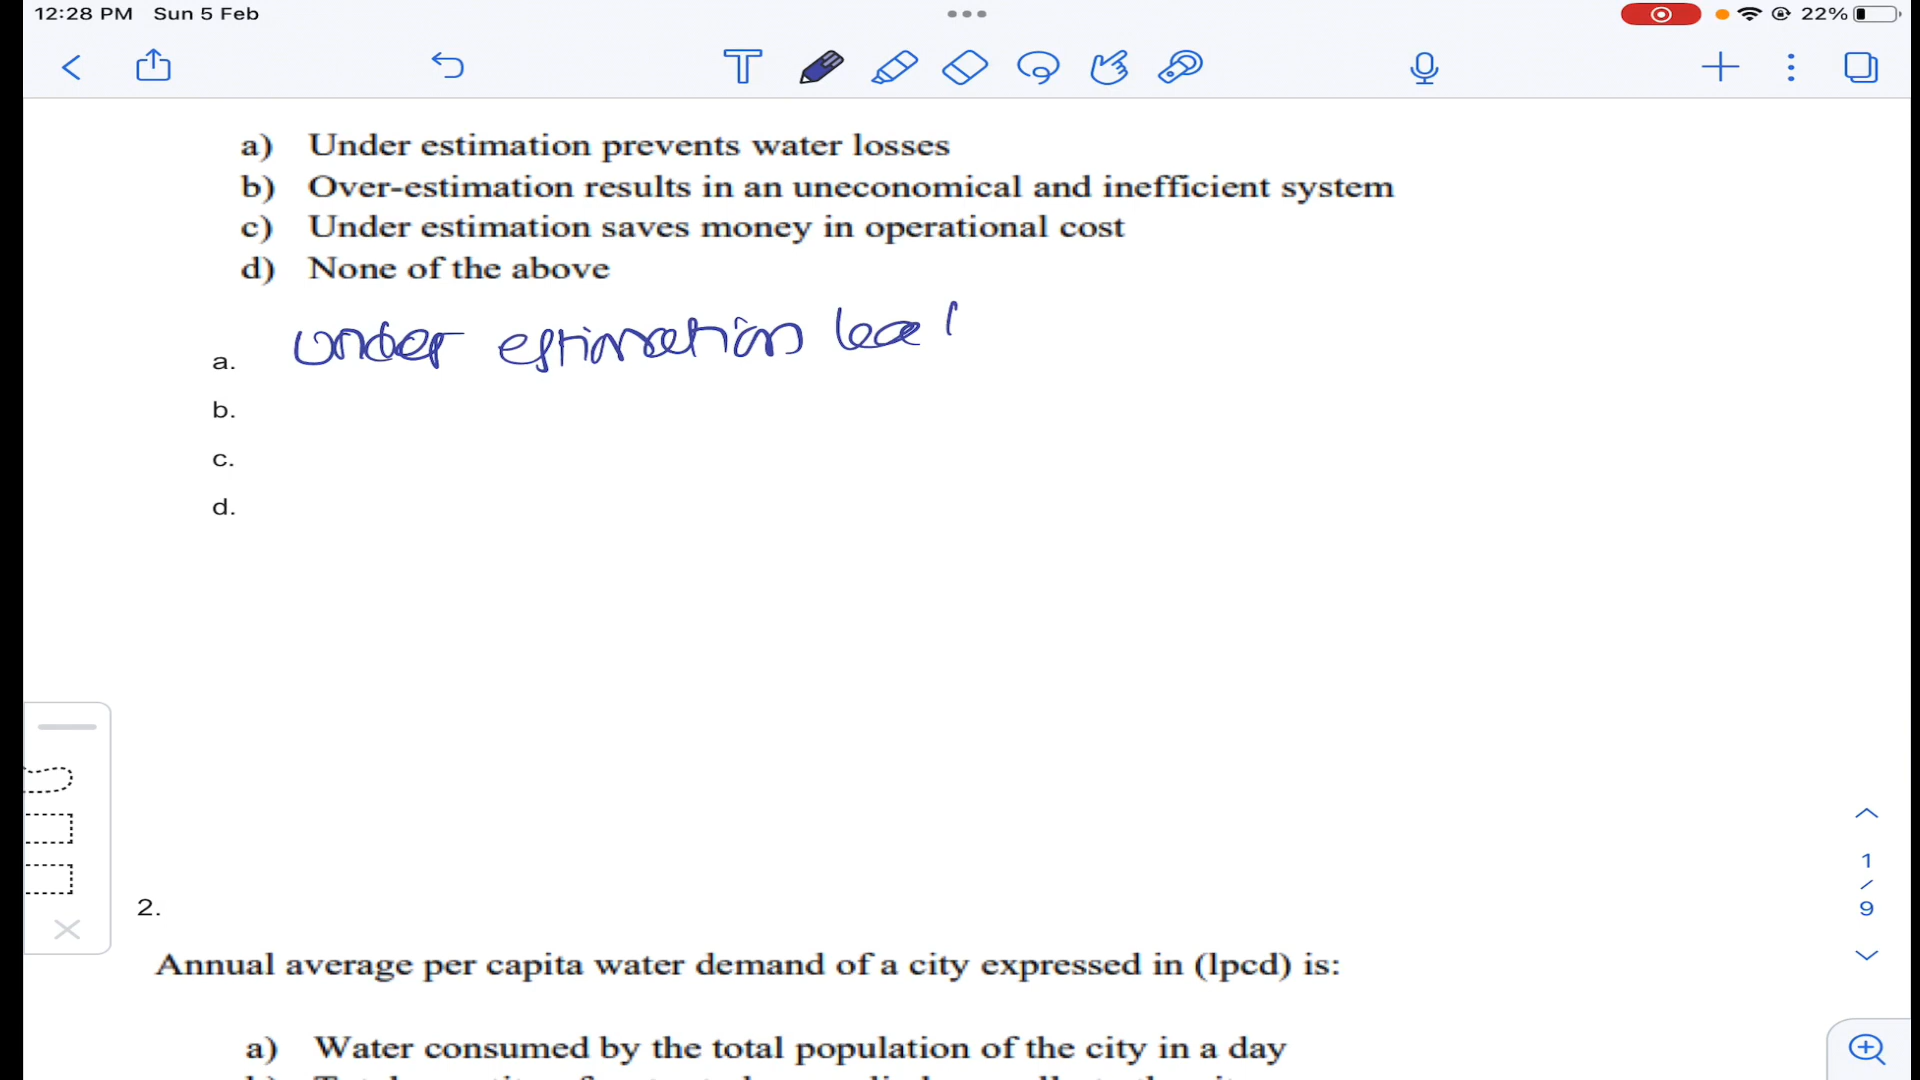 12:28 PM Sun 5 Feb
22%
a) Under estimation prevents water losses
b) Over-estimation results in an uneconomical and inefficient system
c) Under estimation saves money in operational cost
d) None of the above
a. under estimation lea
b.
c.
d.
1
/
9
2.
Annual average per capita water demand of a city expressed in (lpcd) is:
a) Water consumed by the total population of the city in a day